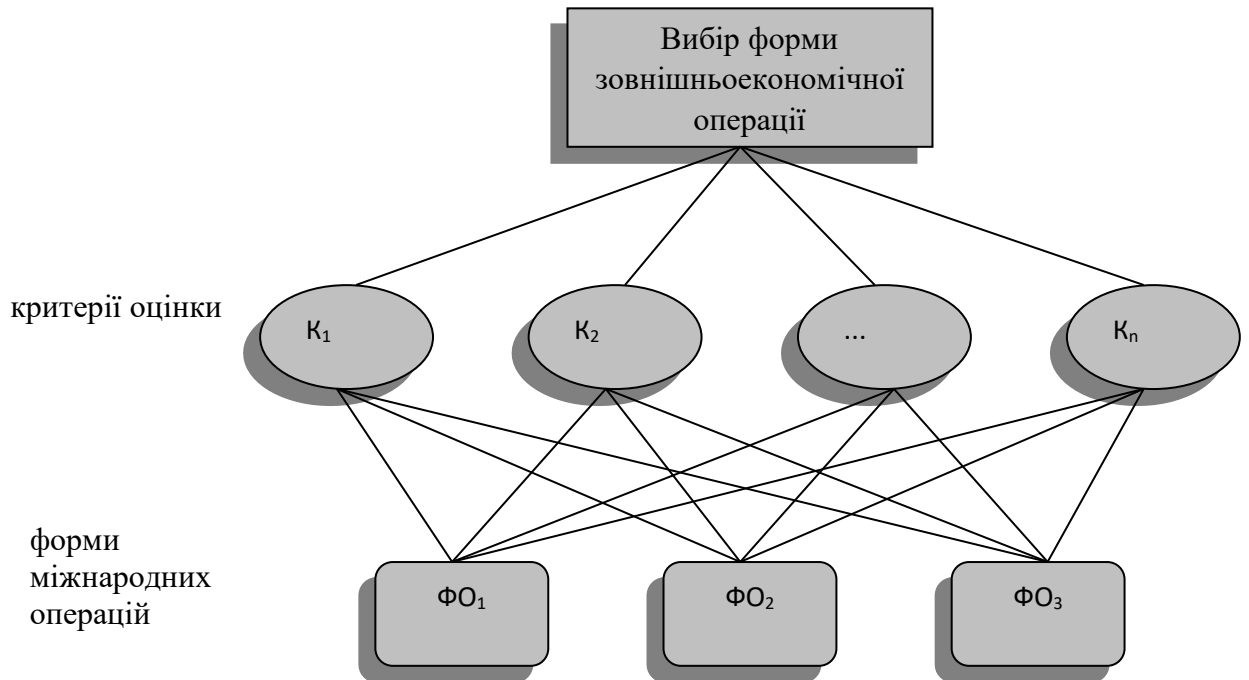 Вибір форми
зовнішньоекономічної
операції
критерії оцінки
К₁
К₂
...
Кₙ
форми
міжнародних
операцій
ФО₁
ФО₂
ФО₃